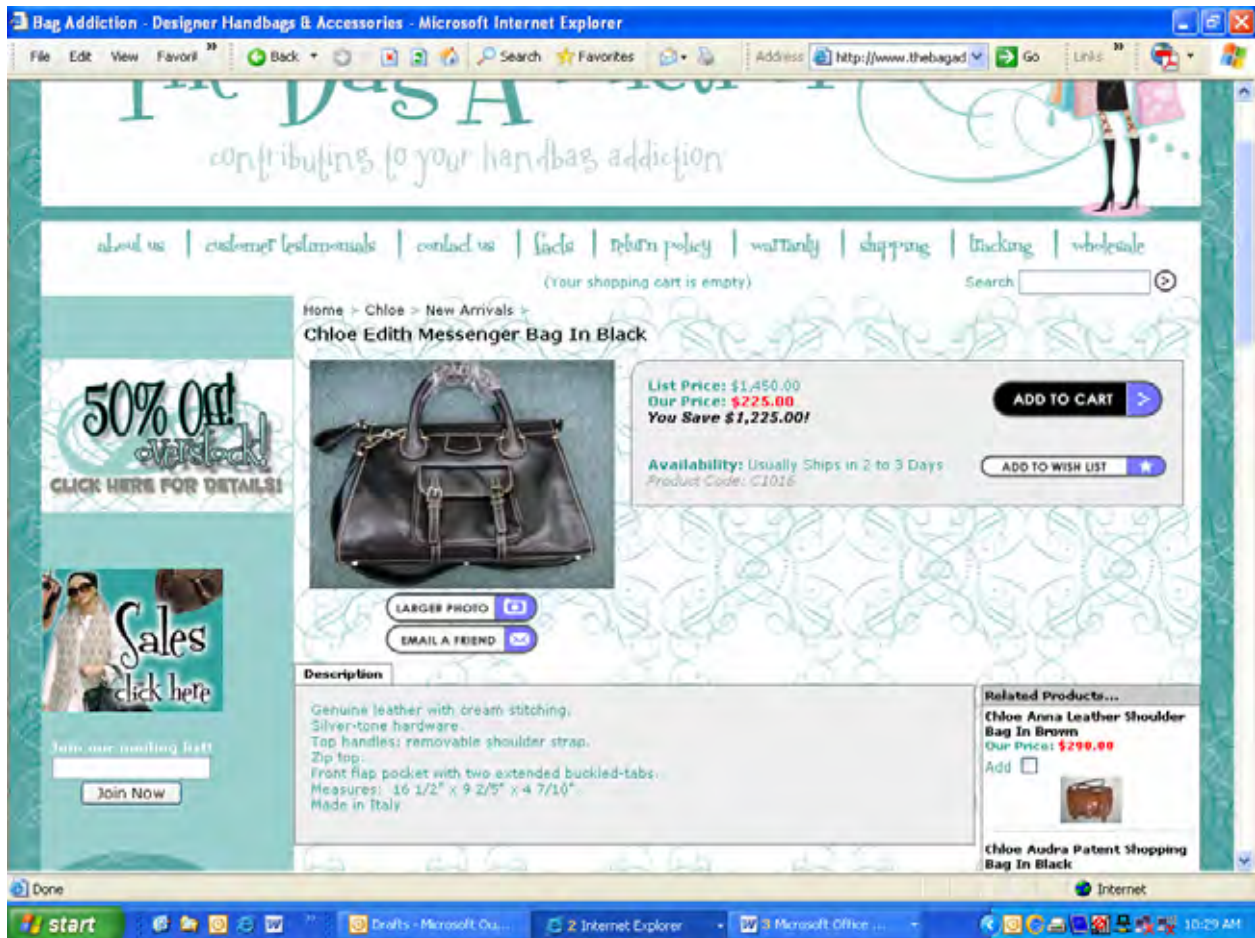 Bag Addiction - Designer Handbags & Accessories - Microsoft Internet Explorer
File Edit View Favori » Back Search Favorites Address http://www.thebagad Go Links »
The Bag A
contributing to your handbag addiction
about us | customer testimonials | contact us | facts | return policy | warranty | shipping | tracking | wholesale
(Your shopping cart is empty)
Search
Home > Chloe > New Arrivals >
Chloe Edith Messenger Bag In Black
50% Off!
overstock!
CLICK HERE FOR DETAILS!
List Price: $1,450.00
Our Price: $225.00
You Save $1,225.00!
ADD TO CART
Availability: Usually Ships in 2 to 3 Days
Product Code: C1016
ADD TO WISH LIST
LARGER PHOTO
EMAIL A FRIEND
Sales
click here
Join our mailing list!
Join Now
Description
Genuine leather with cream stitching.
Silver-tone hardware.
Top handles; removable shoulder strap.
Zip top.
Front flap pocket with two extended buckled-tabs.
Measures: 16 1/2" x 9 2/5" x 4 7/10"
Made in Italy
Related Products...
Chloe Anna Leather Shoulder
Bag In Brown
Our Price: $290.00
Add
Chloe Audra Patent Shopping
Bag In Black
Done
Internet
start » Drafts - Microsoft Ou... 2 Internet Explorer 3 Microsoft Office ... 10:29 AM